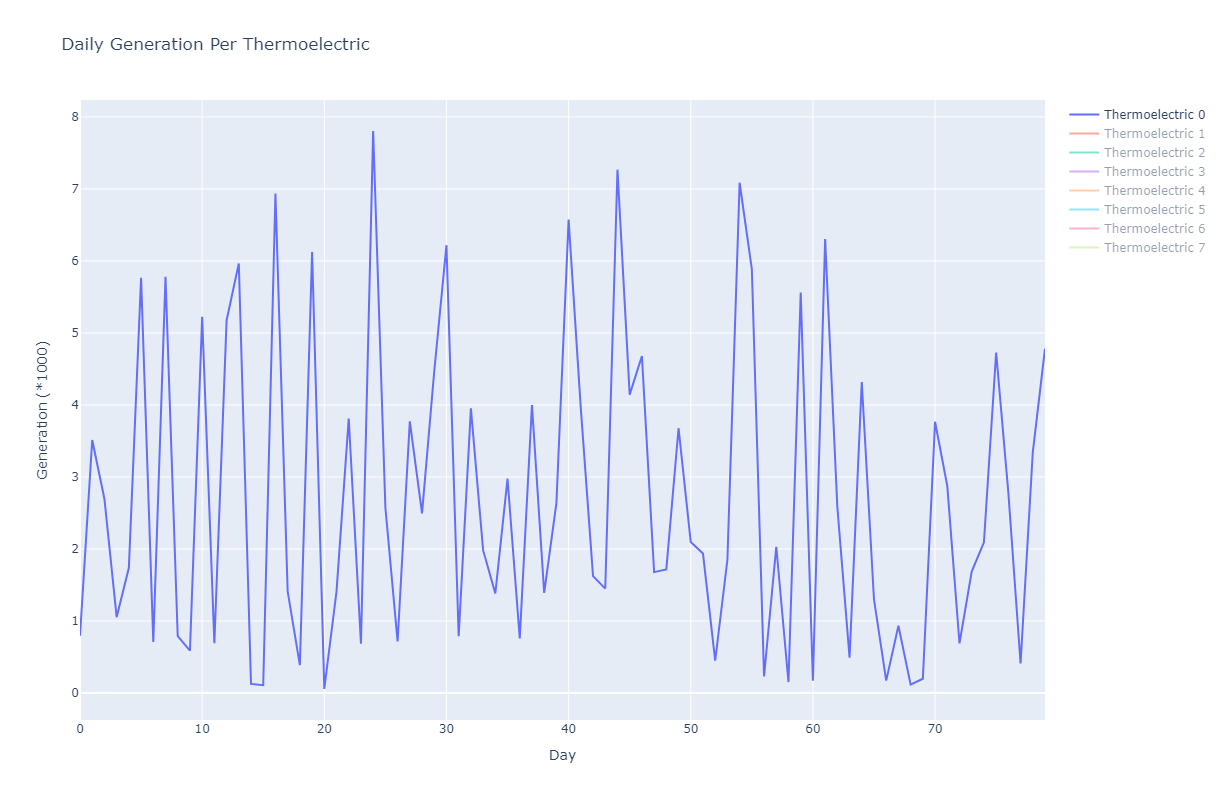 Daily Generation Per Thermoelectric
Generation (*1000)
8
7
6
5
4
3
2
1
0
0 10 20 30 40 50 60 70
Day
Thermoelectric 0
Thermoelectric 1
Thermoelectric 2
Thermoelectric 3
Thermoelectric 4
Thermoelectric 5
Thermoelectric 6
Thermoelectric 7